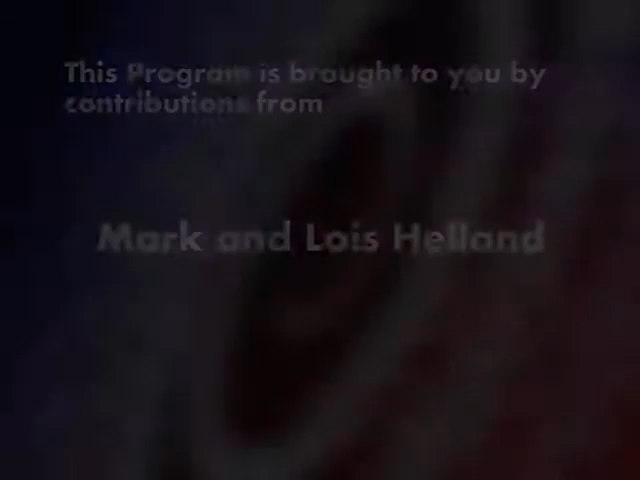 This Program is brought to you by
contributions from
Mark and Lois Helland